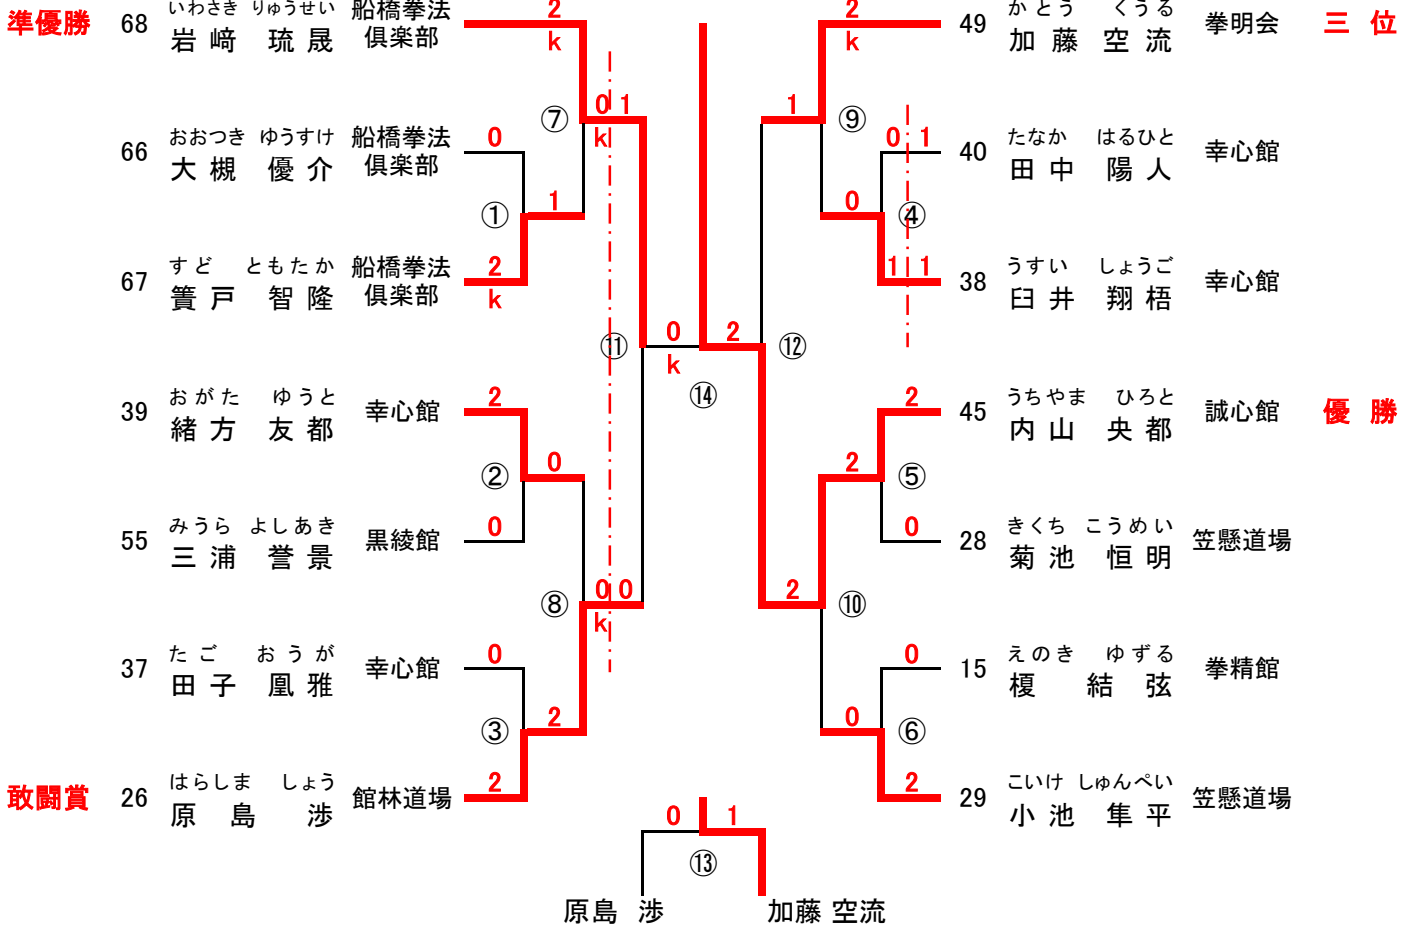 準優勝 68 いわさき りゅうせい 岩﨑 琉晟 船橋拳法俱楽部 2 k
⑦ 0 1 k
66 おおつき ゆうすけ 大槻 優介 船橋拳法俱楽部 0
① 1
67 すど ともたか 簀戸 智隆 船橋拳法俱楽部 2 k
⑪ 0 k
39 おがた ゆうと 緒方 友都 幸心館 2
② 0
55 みうら よしあき 三浦 誉景 黒綾館 0
⑧ 0 0 k
37 たご おうが 田子 凰雅 幸心館 0
③ 2
敢闘賞 26 はらしま しょう 原島 渉 館林道場 2
⑭ 2
2 k 49 かとう くうる 加藤 空流 拳明会 三位
1 ⑨
0 1 40 たなか はるひと 田中 陽人 幸心館
0 ④
1 1 38 うすい しょうご 臼井 翔梧 幸心館
⑫
2 45 うちやま ひろと 内山 央都 誠心館 優勝
2 ⑤
0 28 きくち こうめい 菊池 恒明 笠懸道場
2 ⑩
0 15 えのき ゆずる 榎 結弦 拳精館
0 ⑥
2 29 こいけ しゅんぺい 小池 隼平 笠懸道場
0 1
⑬
原島 渉 加藤 空流